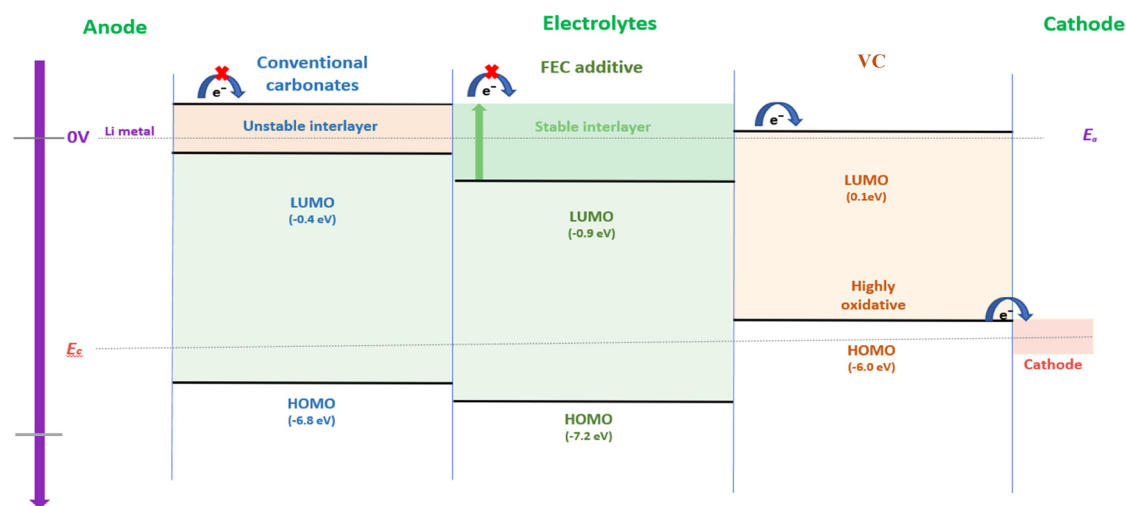 Anode
Electrolytes
Cathode
Conventional
carbonates
FEC additive
VC
e⁻
e⁻
e⁻
Unstable interlayer
Stable interlayer
0V
Li metal
Eₐ
LUMO
(-0.4 eV)
LUMO
(-0.9 eV)
LUMO
(0.1eV)
Highly
oxidative
e⁻
E꜀
HOMO
(-6.0 eV)
Cathode
HOMO
(-6.8 eV)
HOMO
(-7.2 eV)